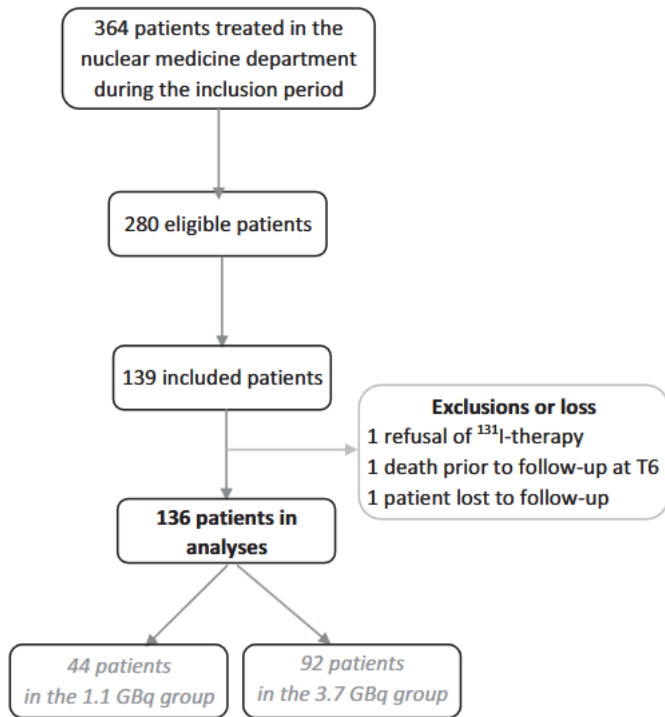 364 patients treated in the
nuclear medicine department
during the inclusion period
280 eligible patients
139 included patients
Exclusions or loss
1 refusal of ¹³¹I-therapy
1 death prior to follow-up at T6
1 patient lost to follow-up
136 patients in
analyses
44 patients
in the 1.1 GBq group
92 patients
in the 3.7 GBq group